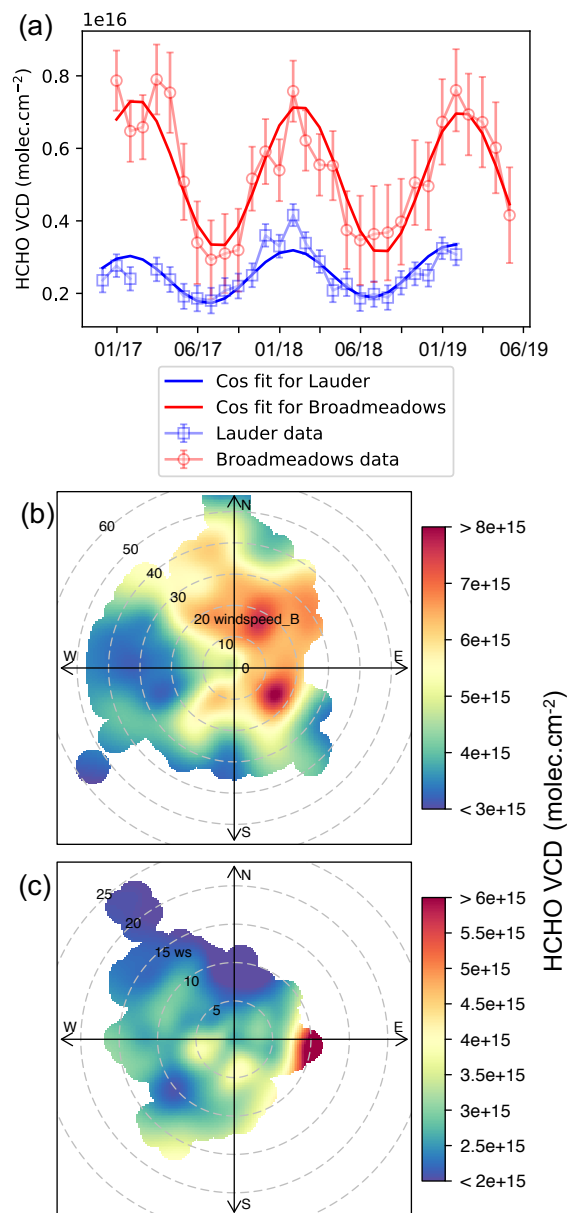 (a)
1e16
HCHO VCD (molec.cm⁻²)
0.8
0.6
0.4
0.2
01/17 06/17 01/18 06/18 01/19 06/19
Cos fit for Lauder
Cos fit for Broadmeadows
Lauder data
Broadmeadows data
(b)
N
60
50
40
30
20 windspeed_B
10
0
W
E
S
> 8e+15
7e+15
6e+15
5e+15
4e+15
< 3e+15
HCHO VCD (molec.cm⁻²)
(c)
N
25
20
15 ws
10
5
W
E
S
> 6e+15
5.5e+15
5e+15
4.5e+15
4e+15
3.5e+15
3e+15
2.5e+15
< 2e+15